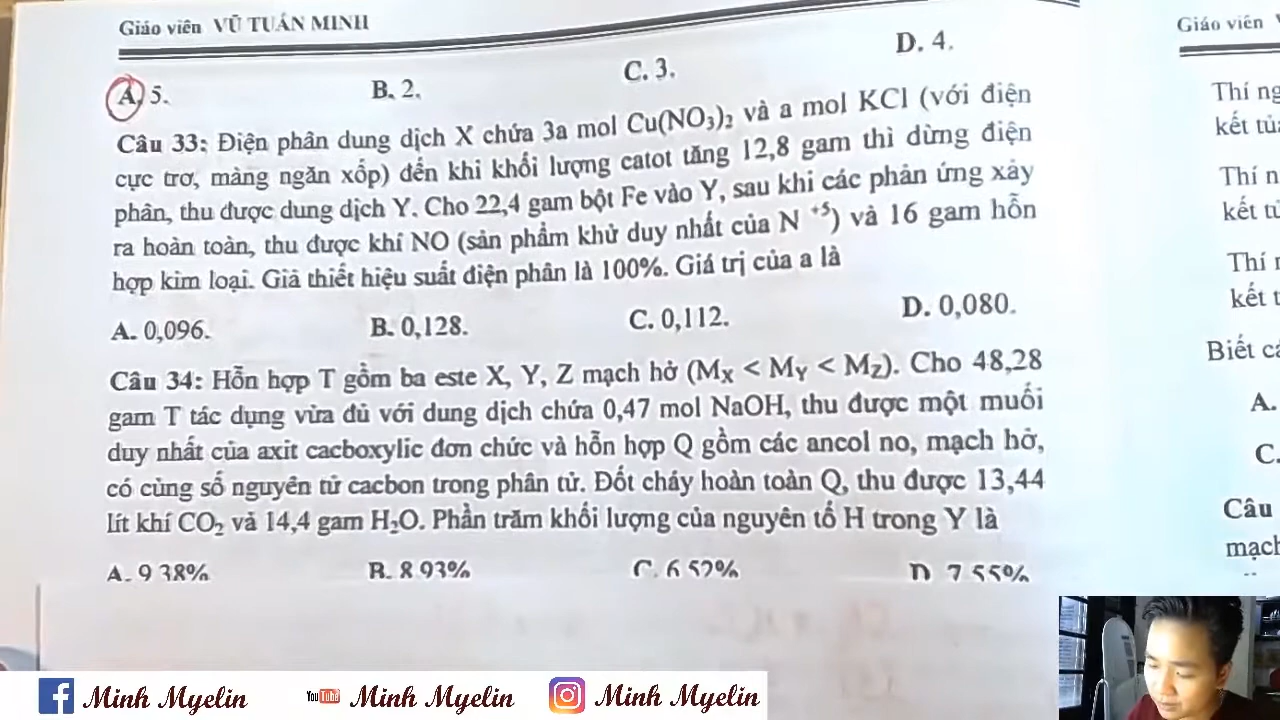 Giáo viên VŨ TUẤN MINH
A. 5. B. 2. C. 3. D. 4.
Câu 33: Điện phân dung dịch X chứa 3a mol Cu(NO₃)₂ và a mol KCl (với điện
cực trơ, màng ngăn xốp) đến khi khối lượng catot tăng 12,8 gam thì dừng điện
phân, thu được dung dịch Y. Cho 22,4 gam bột Fe vào Y, sau khi các phản ứng xảy
ra hoàn toàn, thu được khí NO (sản phẩm khử duy nhất của N⁺⁵) và 16 gam hỗn
hợp kim loại. Giả thiết hiệu suất điện phân là 100%. Giá trị của a là
A. 0,096. B. 0,128. C. 0,112. D. 0,080.
Câu 34: Hỗn hợp T gồm ba este X, Y, Z mạch hở (Mₓ < Mᵧ < M_Z). Cho 48,28
gam T tác dụng vừa đủ với dung dịch chứa 0,47 mol NaOH, thu được một muối
duy nhất của axit cacboxylic đơn chức và hỗn hợp Q gồm các ancol no, mạch hở,
có cùng số nguyên tử cacbon trong phân tử. Đốt cháy hoàn toàn Q, thu được 13,44
lít khí CO₂ và 14,4 gam H₂O. Phần trăm khối lượng của nguyên tố H trong Y là
A. 9 38% B. 8 93% C. 6 52% D 7 55%
Giáo viên
Thí ng
kết tủ
Thí n
kết tủ
Thí
kết t
Biết cá
A.
C.
Câu
mạch
Minh Myelin
YouTube Minh Myelin
Minh Myelin